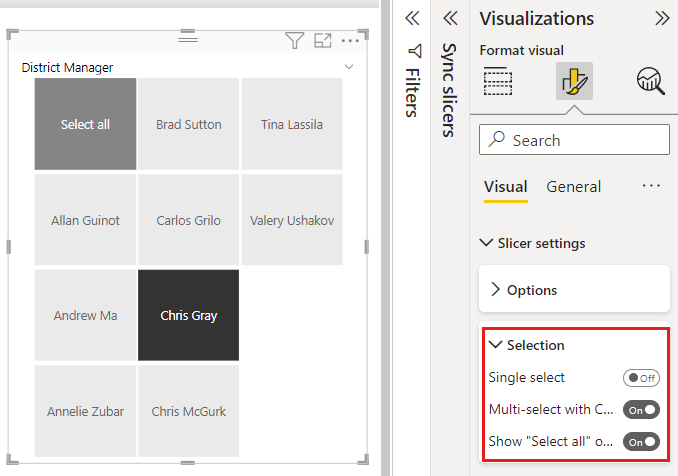 District Manager
Select all
Brad Sutton
Tina Lassila
Allan Guinot
Carlos Grilo
Valery Ushakov
Andrew Ma
Chris Gray
Annelie Zubar
Chris McGurk
Filters
Sync slicers
Visualizations
Format visual
Search
Visual
General
Slicer settings
Options
Selection
Single select
Off
Multi-select with C...
On
Show "Select all" o...
On